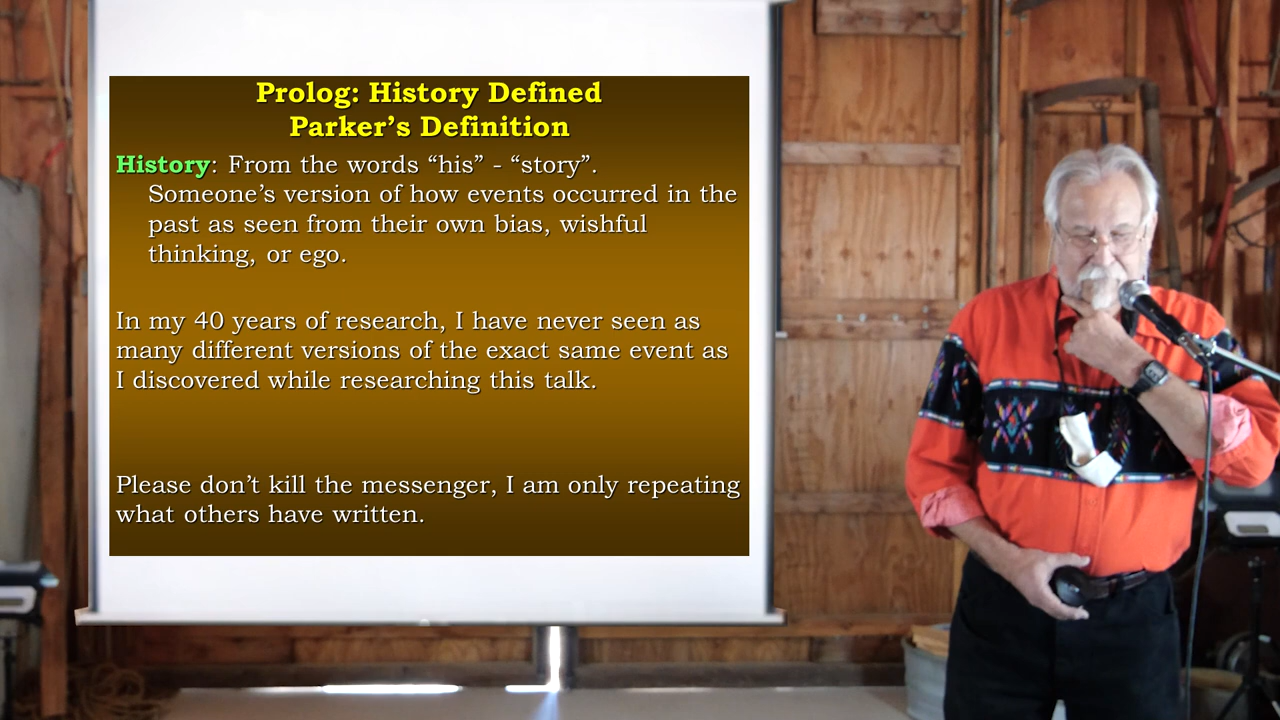 Prolog: History Defined
Parker’s Definition
History: From the words “his” - “story”.
Someone’s version of how events occurred in the
past as seen from their own bias, wishful
thinking, or ego.
In my 40 years of research, I have never seen as
many different versions of the exact same event as
I discovered while researching this talk.
Please don’t kill the messenger, I am only repeating
what others have written.